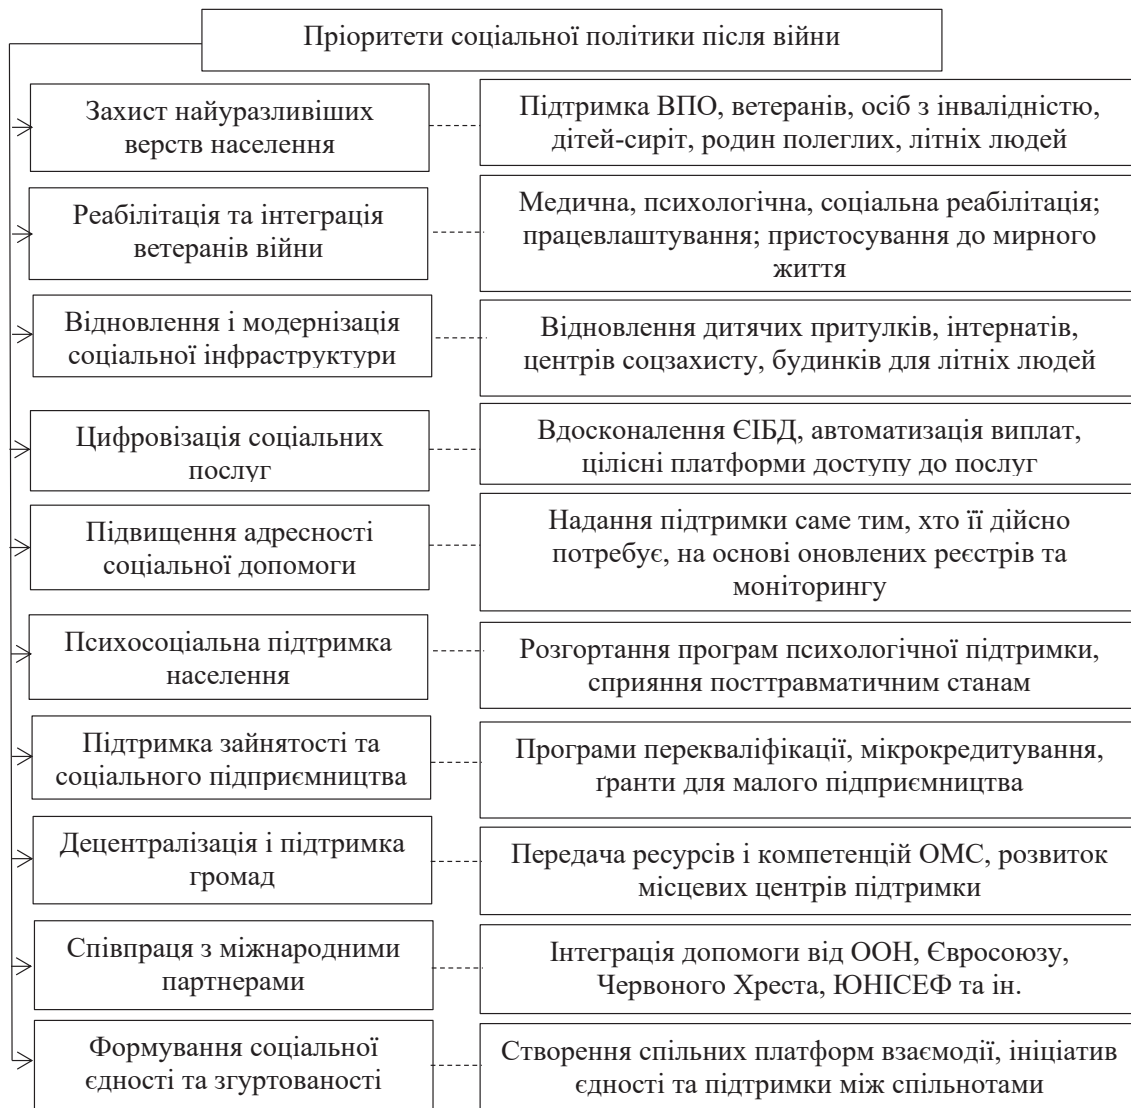 Пріоритети соціальної політики після війни
Захист найуразливіших
верств населення
Підтримка ВПО, ветеранів, осіб з інвалідністю,
дітей-сиріт, родин полеглих, літніх людей
Реабілітація та інтеграція
ветеранів війни
Медична, психологічна, соціальна реабілітація;
працевлаштування; пристосування до мирного
життя
Відновлення і модернізація
соціальної інфраструктури
Відновлення дитячих притулків, інтернатів,
центрів соцзахисту, будинків для літніх людей
Цифровізація соціальних
послуг
Вдосконалення ЄІБД, автоматизація виплат,
цілісні платформи доступу до послуг
Підвищення адресності
соціальної допомоги
Надання підтримки саме тим, хто її дійсно
потребує, на основі оновлених реєстрів та
моніторингу
Психосоціальна підтримка
населення
Розгортання програм психологічної підтримки,
сприяння посттравматичним станам
Підтримка зайнятості та
соціального підприємництва
Програми перекваліфікації, мікрокредитування,
ґранти для малого підприємництва
Децентралізація і підтримка
громад
Передача ресурсів і компетенцій ОМС, розвиток
місцевих центрів підтримки
Співпраця з міжнародними
партнерами
Інтеграція допомоги від ООН, Євросоюзу,
Червоного Хреста, ЮНІСЕФ та ін.
Формування соціальної
єдності та згуртованості
Створення спільних платформ взаємодії, ініціатив
єдності та підтримки між спільнотами